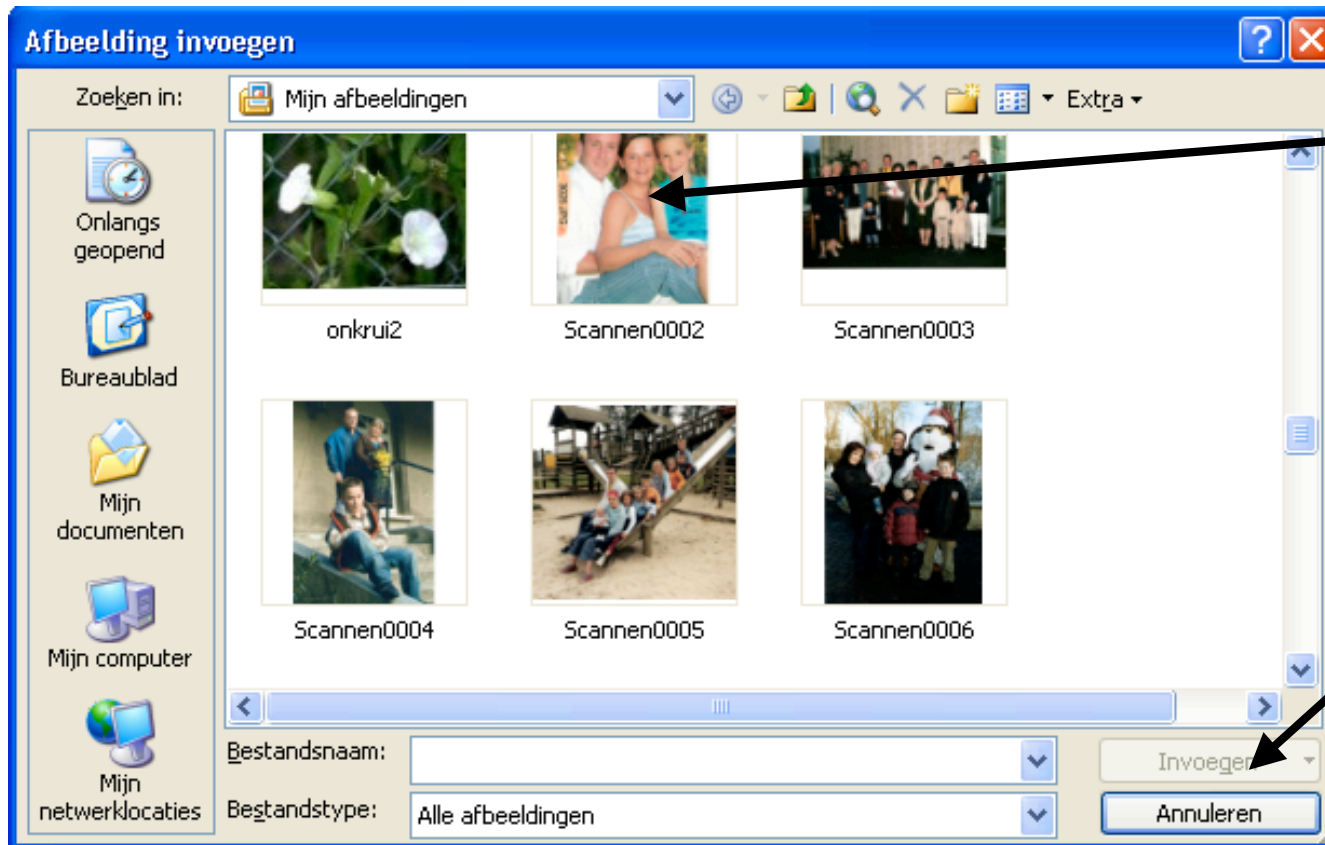 Afbeelding invoegen
Zoeken in:
Mijn afbeeldingen
Extra
Onlangs
geopend
Bureaublad
Mijn
documenten
Mijn computer
Mijn
netwerklocaties
onkrui2
Scannen0002
Scannen0003
Scannen0004
Scannen0005
Scannen0006
Bestandsnaam:
Invoegen
Bestandstype:
Alle afbeeldingen
Annuleren